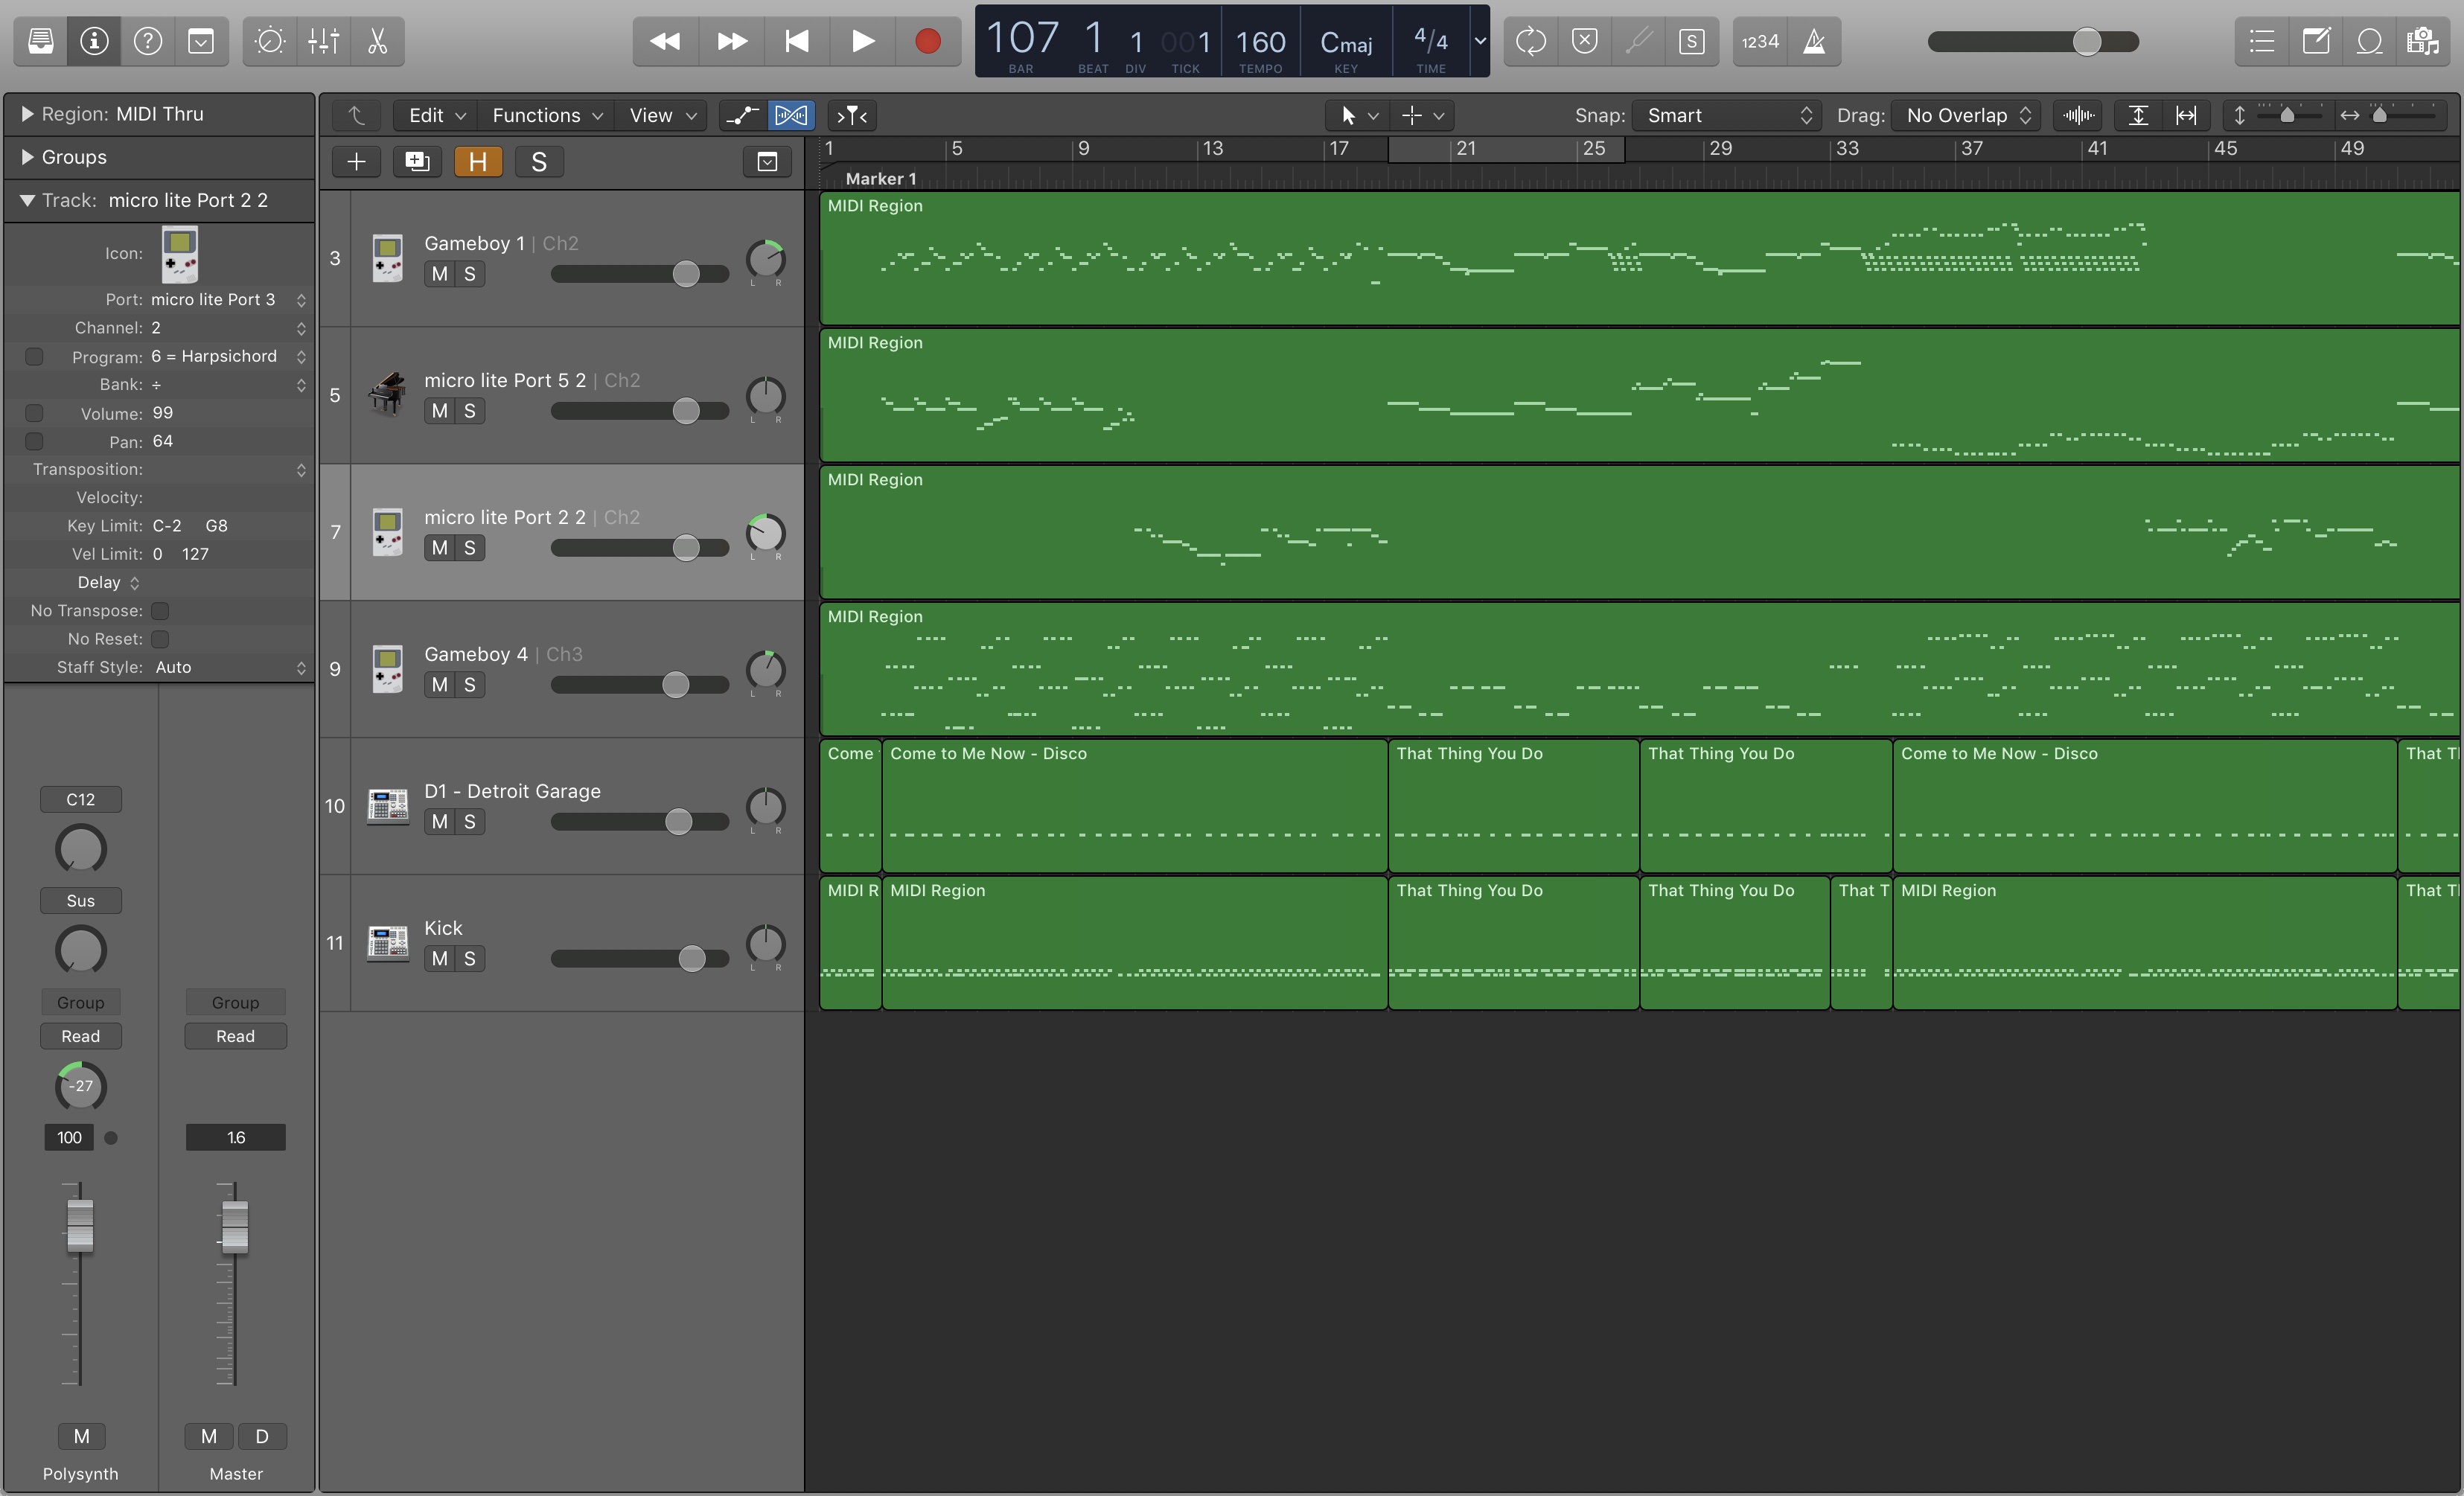 107 1 1 001 160 Cmaj 4/4
BAR BEAT DIV TICK TEMPO KEY TIME
S
1234
Region: MIDI Thru
Groups
Track: micro lite Port 2 2
Icon:
Port: micro lite Port 3
Channel: 2
Program: 6 = Harpsichord
Bank: ÷
Volume: 99
Pan: 64
Transposition:
Velocity:
Key Limit: C-2 G8
Vel Limit: 0 127
Delay
No Transpose:
No Reset:
Staff Style: Auto
C12
Sus
Group Group
Read Read
-27
100 1.6
M M D
Polysynth Master
Edit Functions View Snap: Smart Drag: No Overlap
H S
1 5 9 13 17 21 25 29 33 37 41 45 49
Marker 1
3 Gameboy 1 | Ch2
M S L R
MIDI Region
5 micro lite Port 5 2 | Ch2
M S L R
MIDI Region
7 micro lite Port 2 2 | Ch2
M S L R
MIDI Region
9 Gameboy 4 | Ch3
M S L R
MIDI Region
10 D1 - Detroit Garage
M S L R
Come Come to Me Now - Disco That Thing You Do That Thing You Do Come to Me Now - Disco That T
11 Kick
M S L R
MIDI R MIDI Region That Thing You Do That Thing You Do That T MIDI Region That T